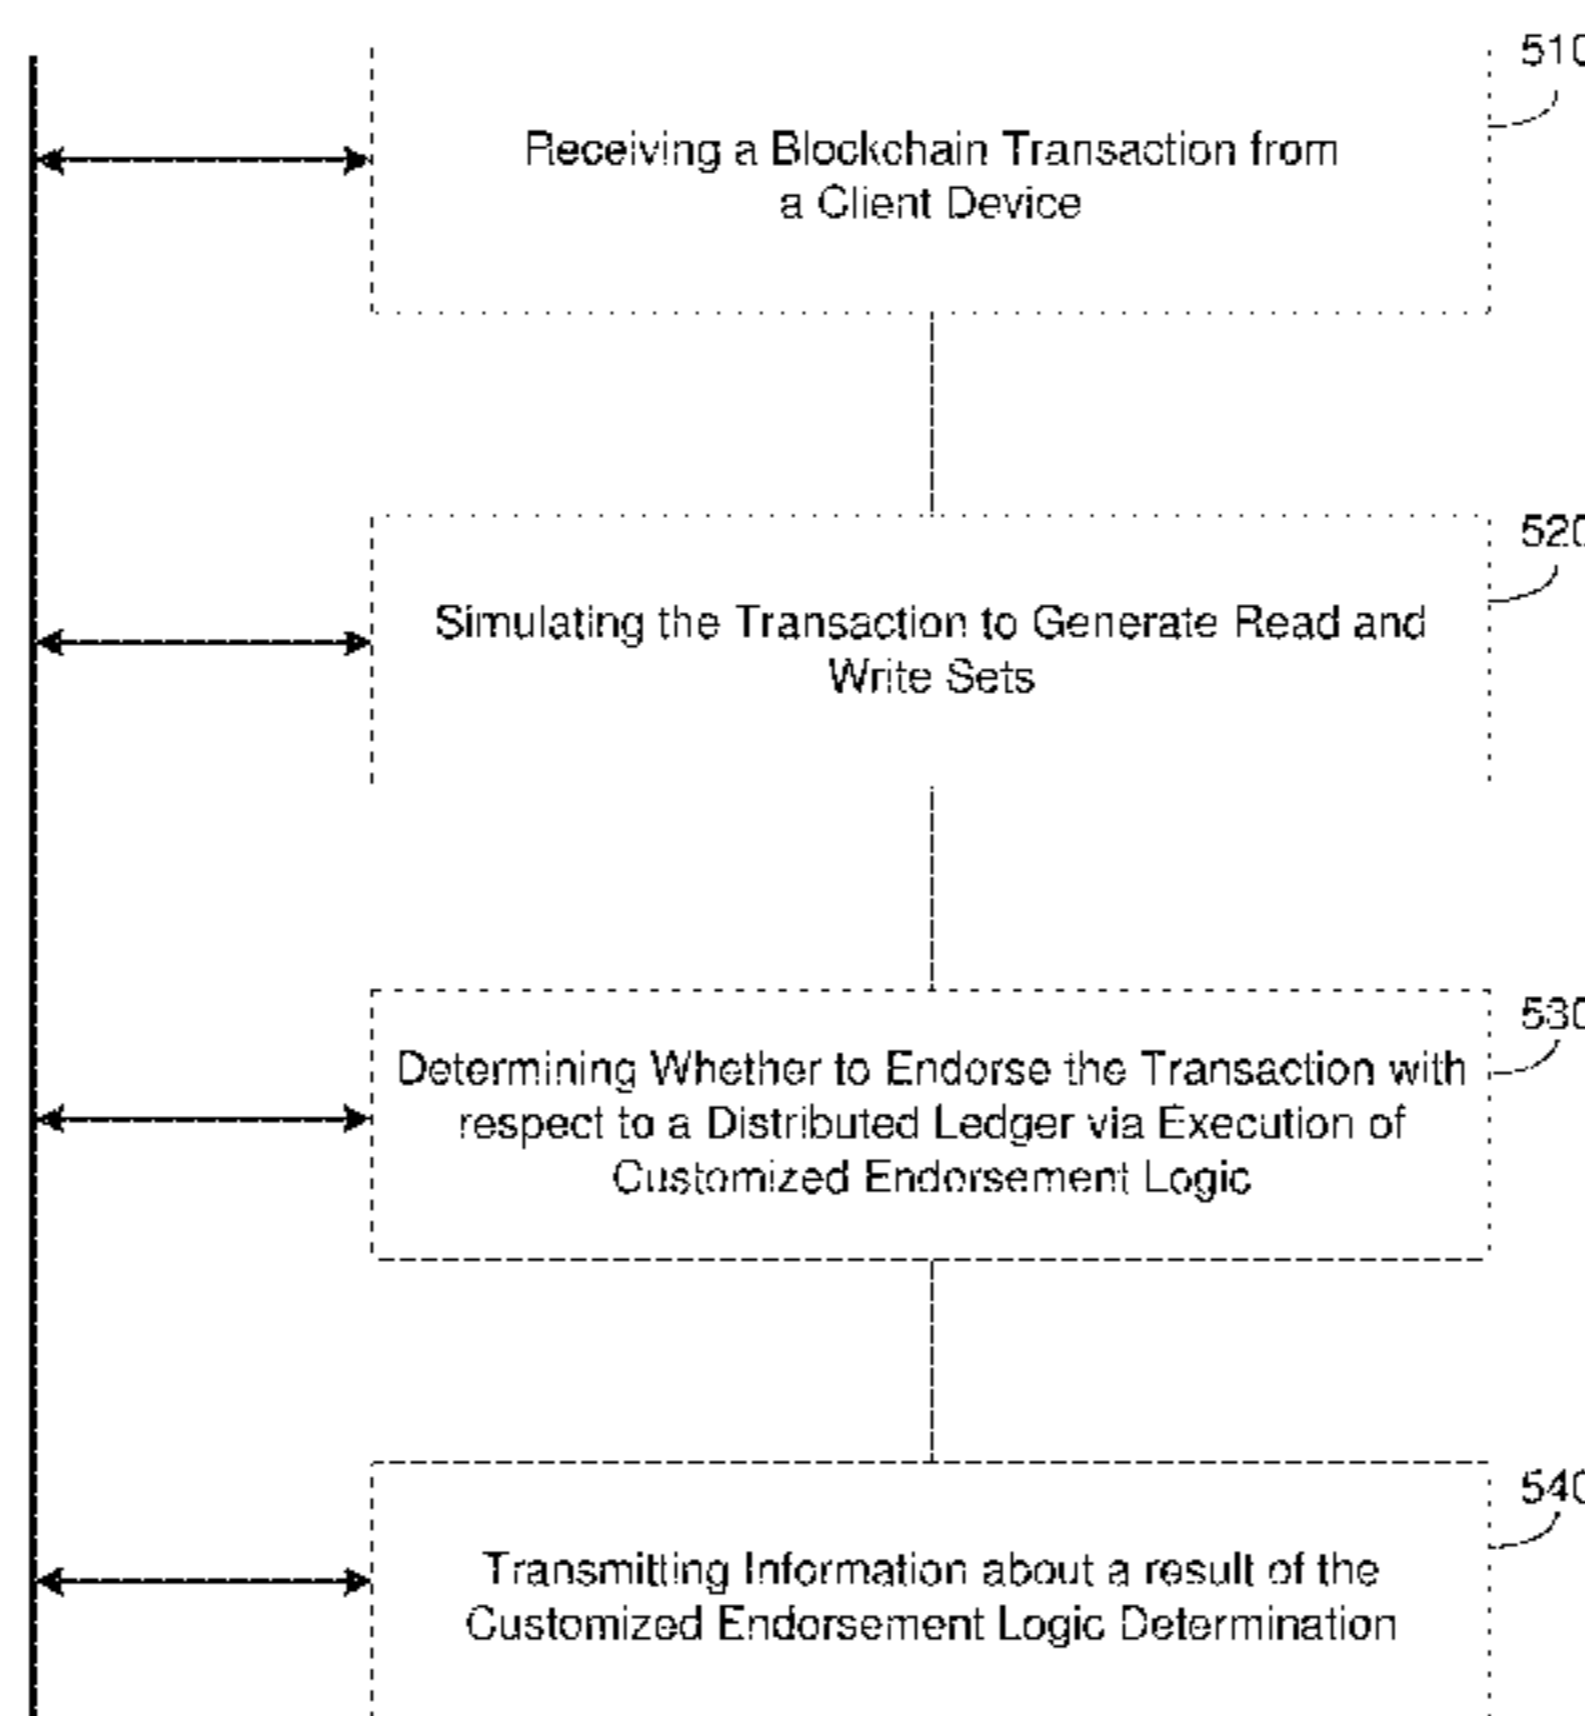 510
Receiving a Blockchain Transaction from
a Client Device
520
Simulating the Transaction to Generate Read and
Write Sets
530
Determining Whether to Endorse the Transaction with
respect to a Distributed Ledger via Execution of
Customized Endorsement Logic
540
Transmitting Information about a result of the
Customized Endorsement Logic Determination